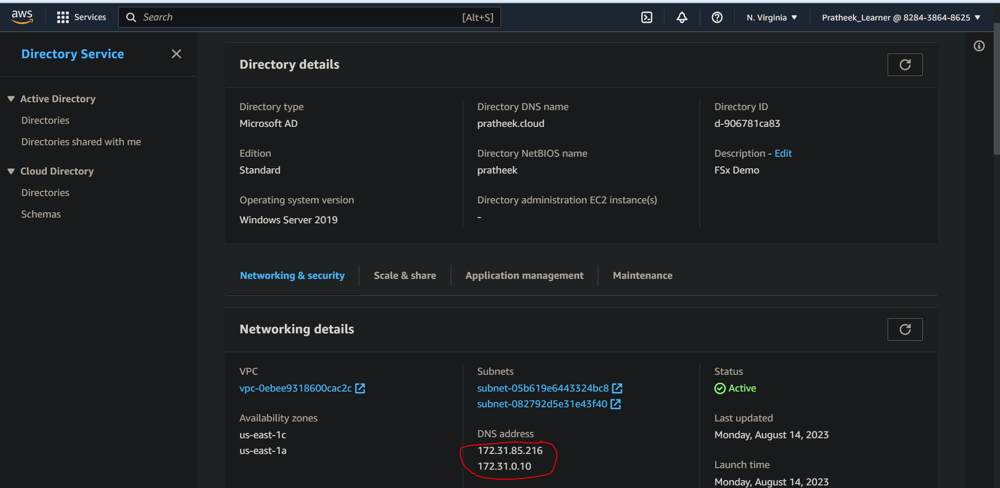 aws
Services
Search
[Alt+S]
N. Virginia
Pratheek_Learner @ 8284-3864-8625
Directory Service
Active Directory
Directories
Directories shared with me
Cloud Directory
Directories
Schemas
Directory details
Directory type
Microsoft AD
Edition
Standard
Operating system version
Windows Server 2019
Directory DNS name
pratheek.cloud
Directory NetBIOS name
pratheek
Directory administration EC2 instance(s)
-
Directory ID
d-906781ca83
Description - Edit
FSx Demo
Networking & security
Scale & share
Application management
Maintenance
Networking details
VPC
vpc-0ebee9318600cac2c
Availability zones
us-east-1c
us-east-1a
Subnets
subnet-05b619e6443324bc8
subnet-082792d5e31e43f40
DNS address
172.31.85.216
172.31.0.10
Status
Active
Last updated
Monday, August 14, 2023
Launch time
Monday, August 14, 2023